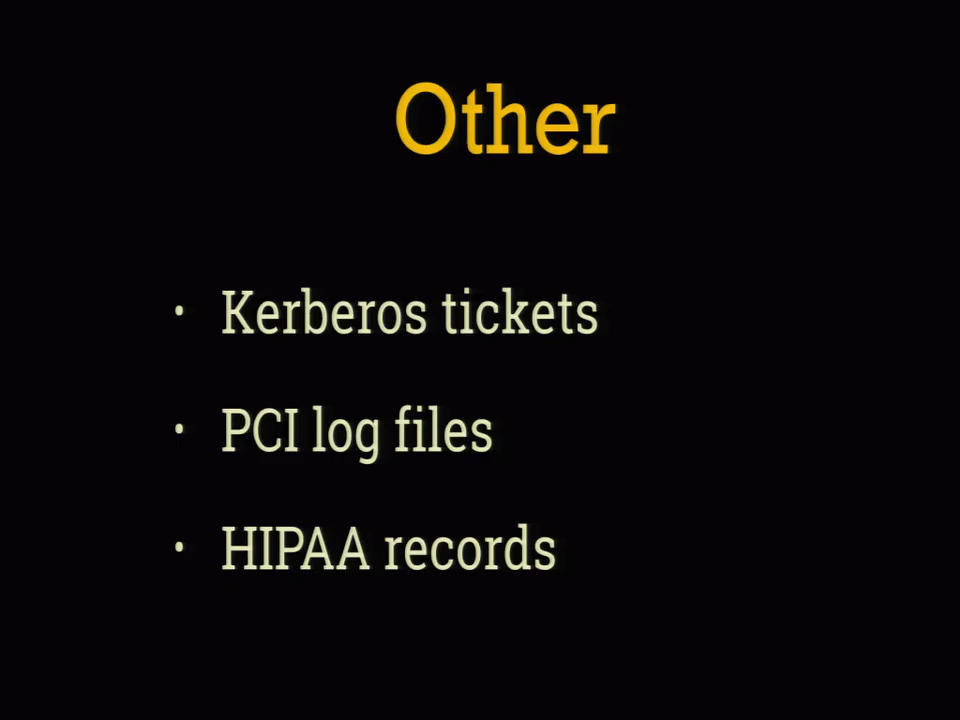 Other
· Kerberos tickets
· PCI log files
· HIPAA records